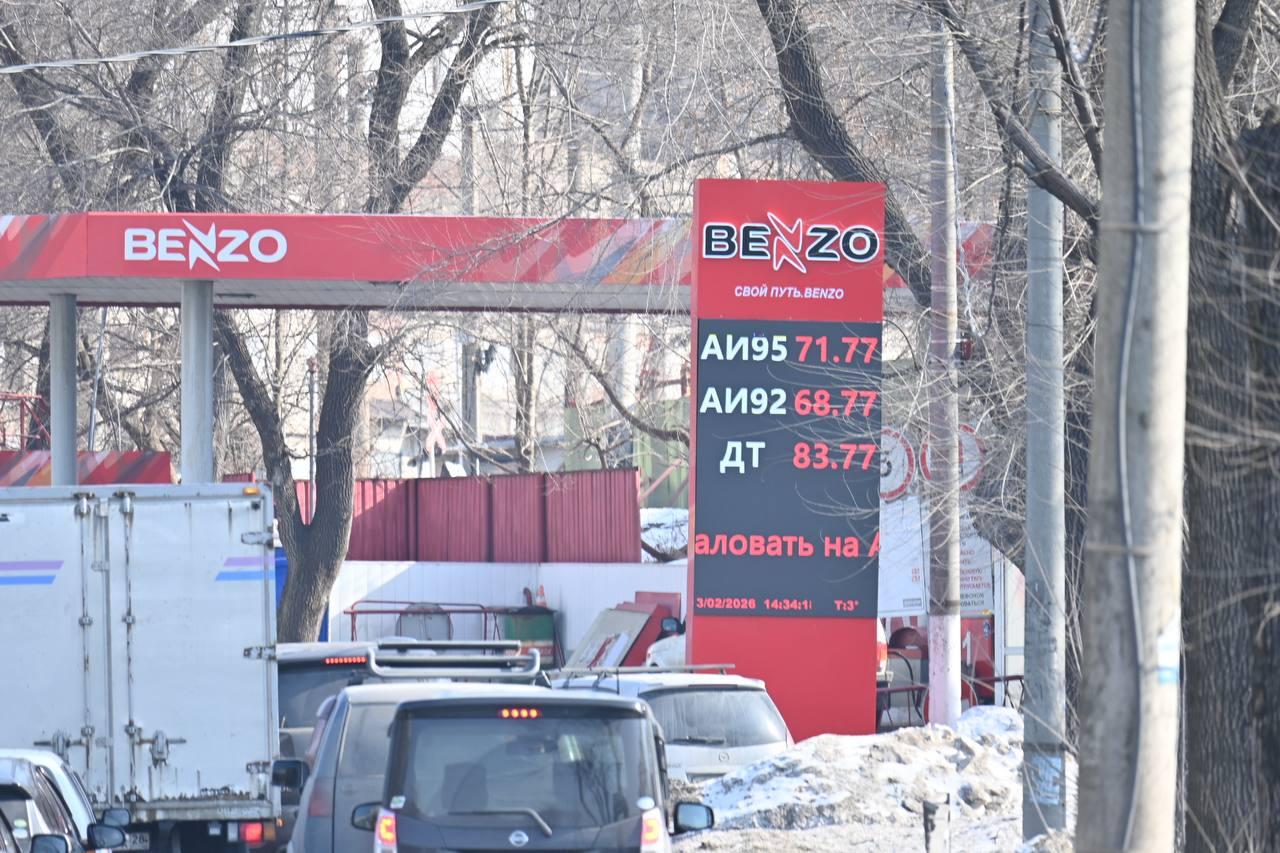 BENZO
BENZO
СВОЙ ПУТЬ.BENZO
АИ95 71.77
АИ92 68.77
ДТ 83.77
аловать на А
3/02/2026 14:34:1 T:3°